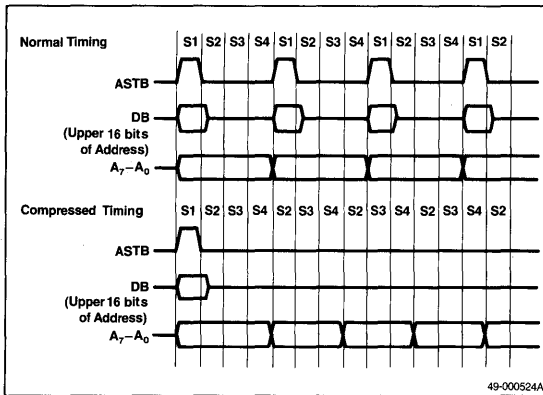 Normal Timing S1 S2 S3 S4 S1 S2 S3 S4 S1 S2 S3 S4 S1 S2
ASTB
DB
(Upper 16 bits
of Address)
A7–A0
Compressed Timing S1 S2 S3 S4 S2 S3 S4 S2 S3 S4 S2 S3 S4 S2
ASTB
DB
(Upper 16 bits
of Address)
A7–A0
49-000524A